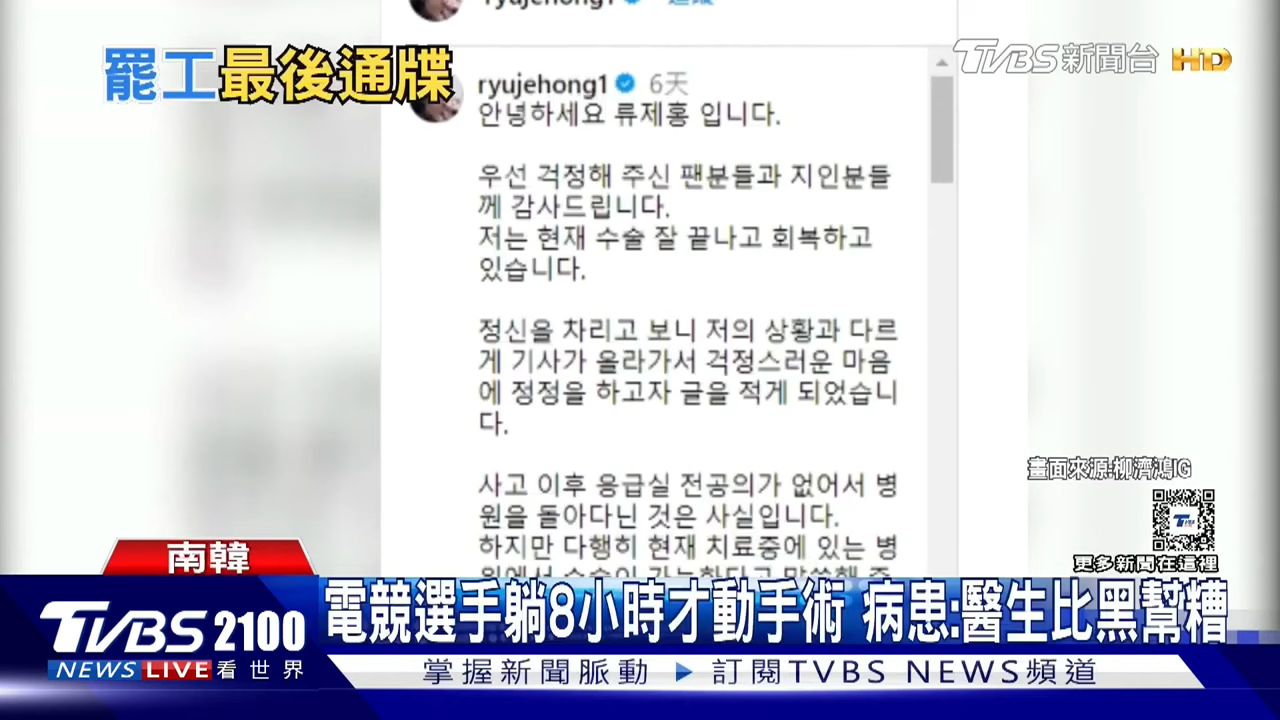 ryujehong1
罷工最後通牒
TVBS新聞台 HD
ryujehong1 6天
안녕하세요 류제홍 입니다.
우선 걱정해 주신 팬분들과 지인분들
께 감사드립니다.
저는 현재 수술 잘 끝나고 회복하고
있습니다.
정신을 차리고 보니 저의 상황과 다르
게 기사가 올라가서 걱정스러운 마음
에 정정을 하고자 글을 적게 되었습니
다.
사고 이후 응급실 전공의가 없어서 병
원을 돌아다닌 것은 사실입니다.
하지만 다행히 현재 치료중에 있는 병
畫面來源:柳濟鴻IG
更多新聞在這裡
南韓
電競選手躺8小時才動手術 病患:醫生比黑幫糟
TVBS 2100
NEWS LIVE 看世界
掌握新聞脈動 ▶ 訂閱TVBS NEWS頻道